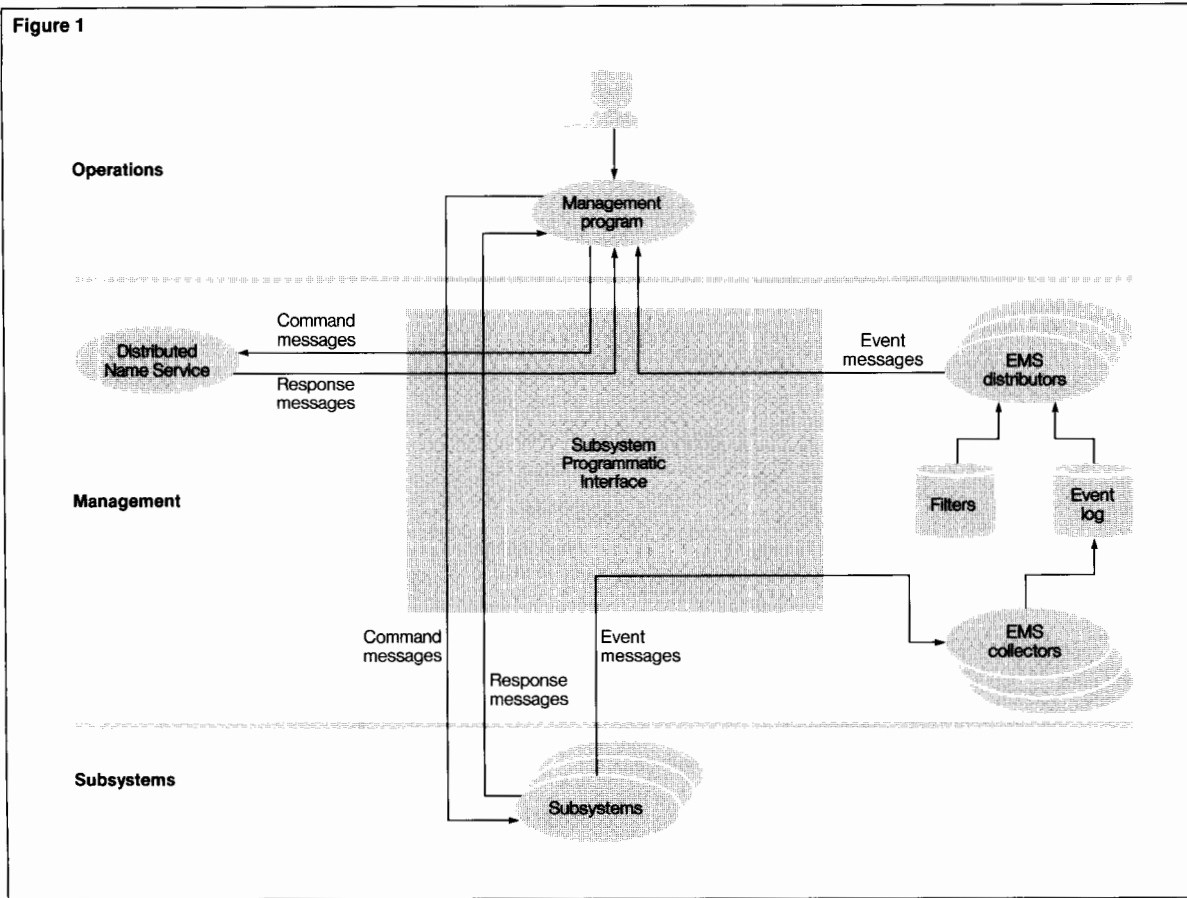 Figure 1
Operations
Management
program
Command
messages
Distributed
Name Service
Response
messages
Event
messages
EMS
distributors
Subsystem
Programmatic
Interface
Management
Filters
Event
log
Command
messages
Event
messages
EMS
collectors
Response
messages
Subsystems
Subsystems